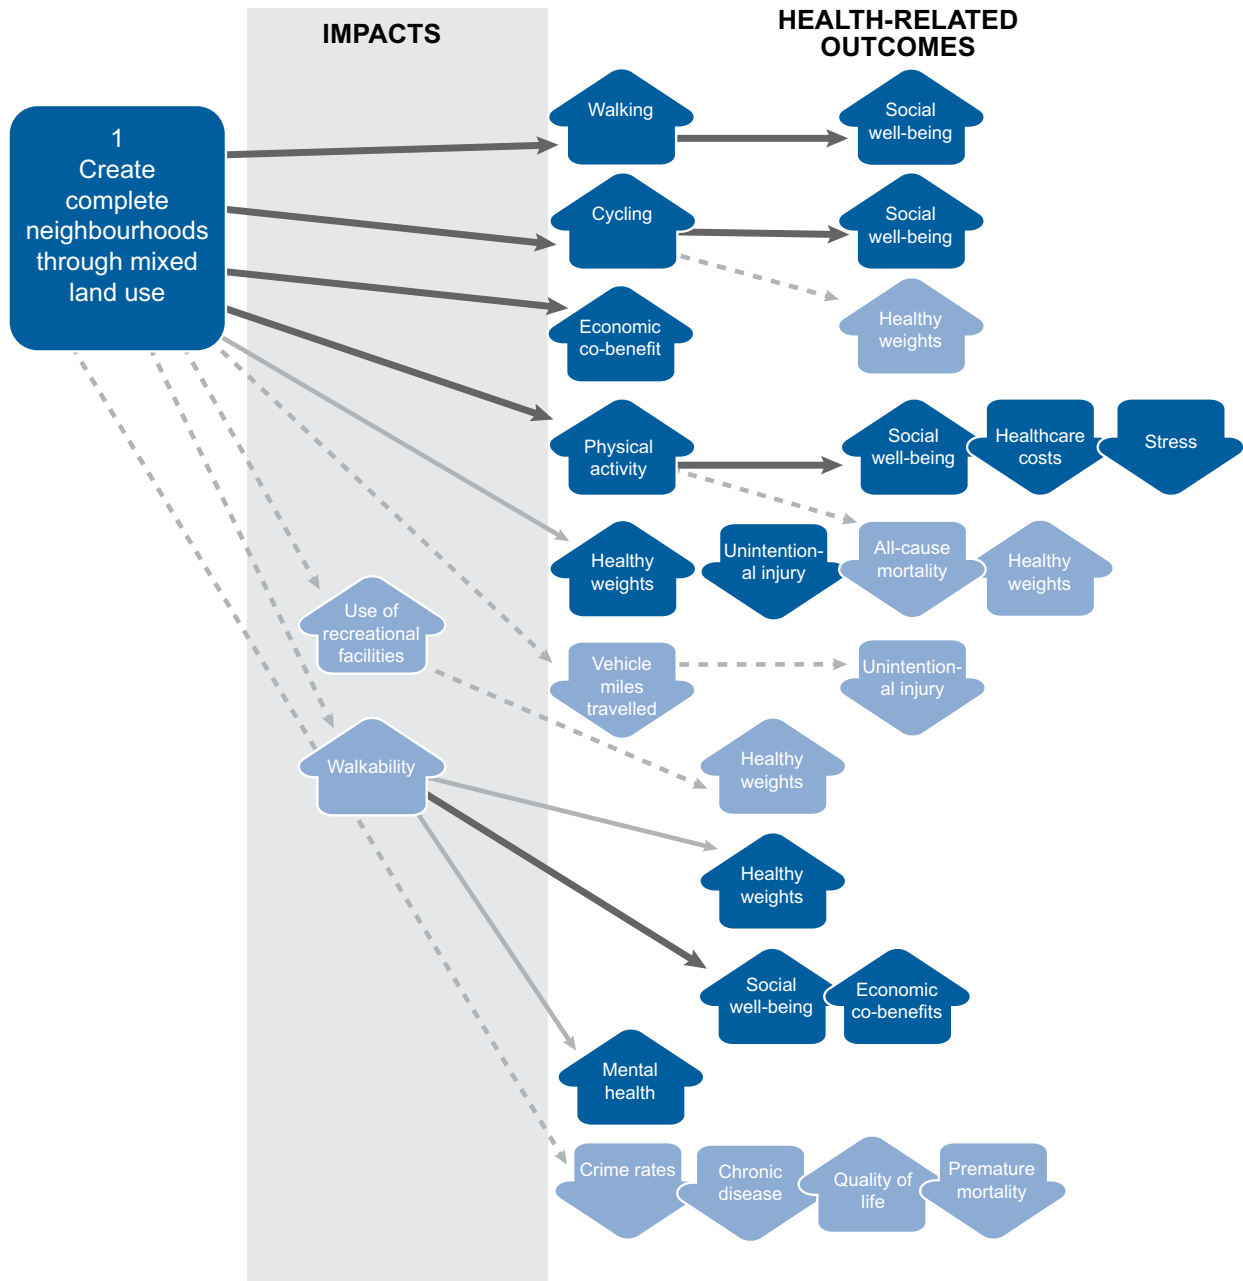 IMPACTS
HEALTH-RELATED
OUTCOMES
1
Create
complete
neighbourhoods
through mixed
land use
Walking
Social
well-being
Cycling
Social
well-being
Healthy
weights
Economic
co-benefit
Physical
activity
Social
well-being
Healthcare
costs
Stress
Healthy
weights
Unintention-
al injury
All-cause
mortality
Healthy
weights
Use of
recreational
facilities
Vehicle
miles
travelled
Unintention-
al injury
Walkability
Healthy
weights
Healthy
weights
Social
well-being
Economic
co-benefits
Mental
health
Crime rates
Chronic
disease
Quality of
life
Premature
mortality